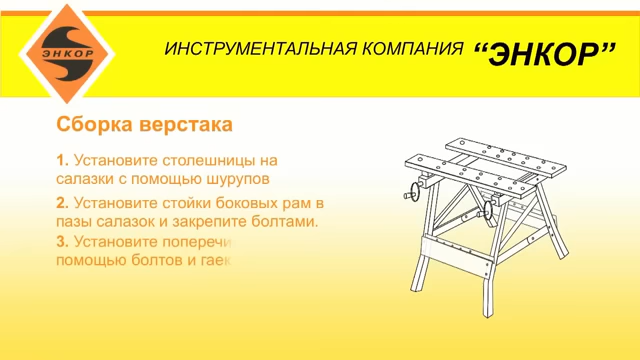 ЭНКОР
ИНСТРУМЕНТАЛЬНАЯ КОМПАНИЯ “ЭНКОР”
Сборка верстака
1. Установите столешницы на
салазки с помощью шурупов
2. Установите стойки боковых рам в
пазы салазок и закрепите болтами.
3. Установите
помощью болтов и гаек